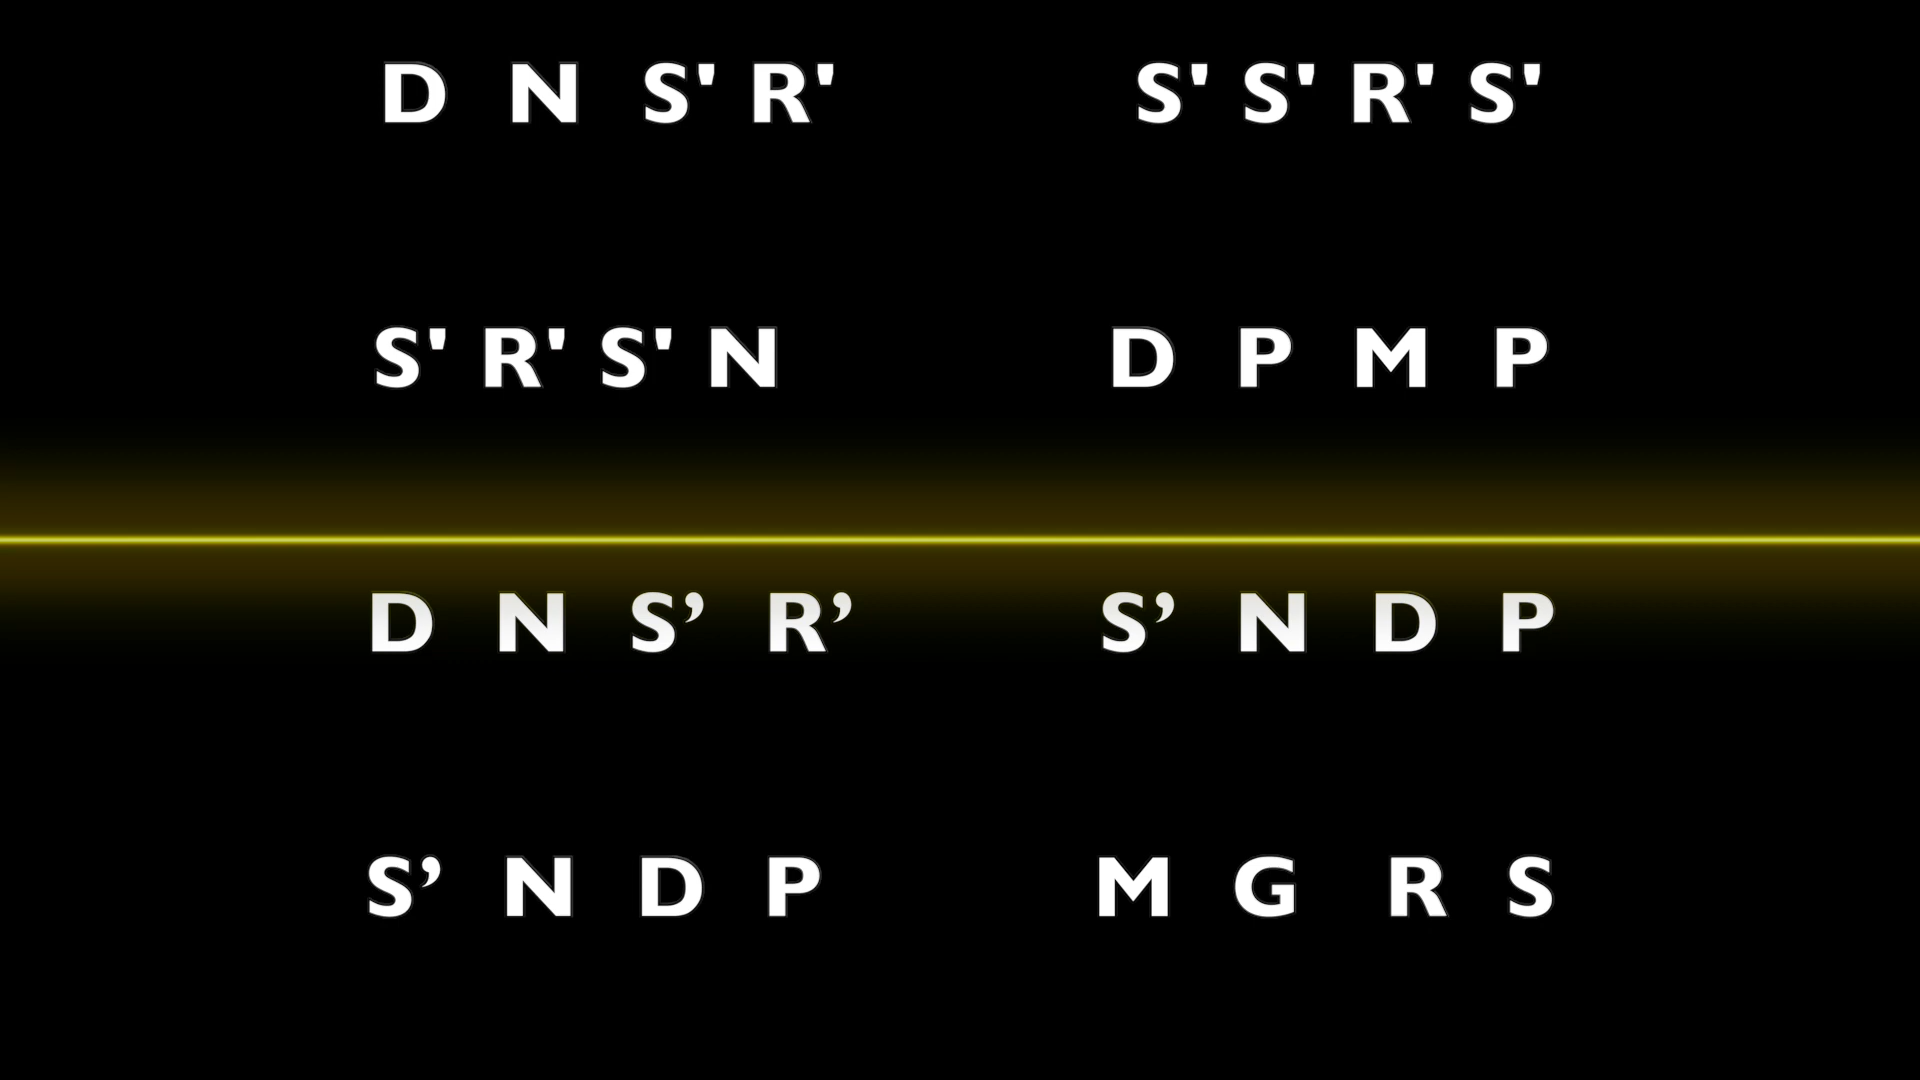 D N S' R' S' S' R' S'
S' R' S' N D P M P
D N S’ R’ S’ N D P
S’ N D P M G R S